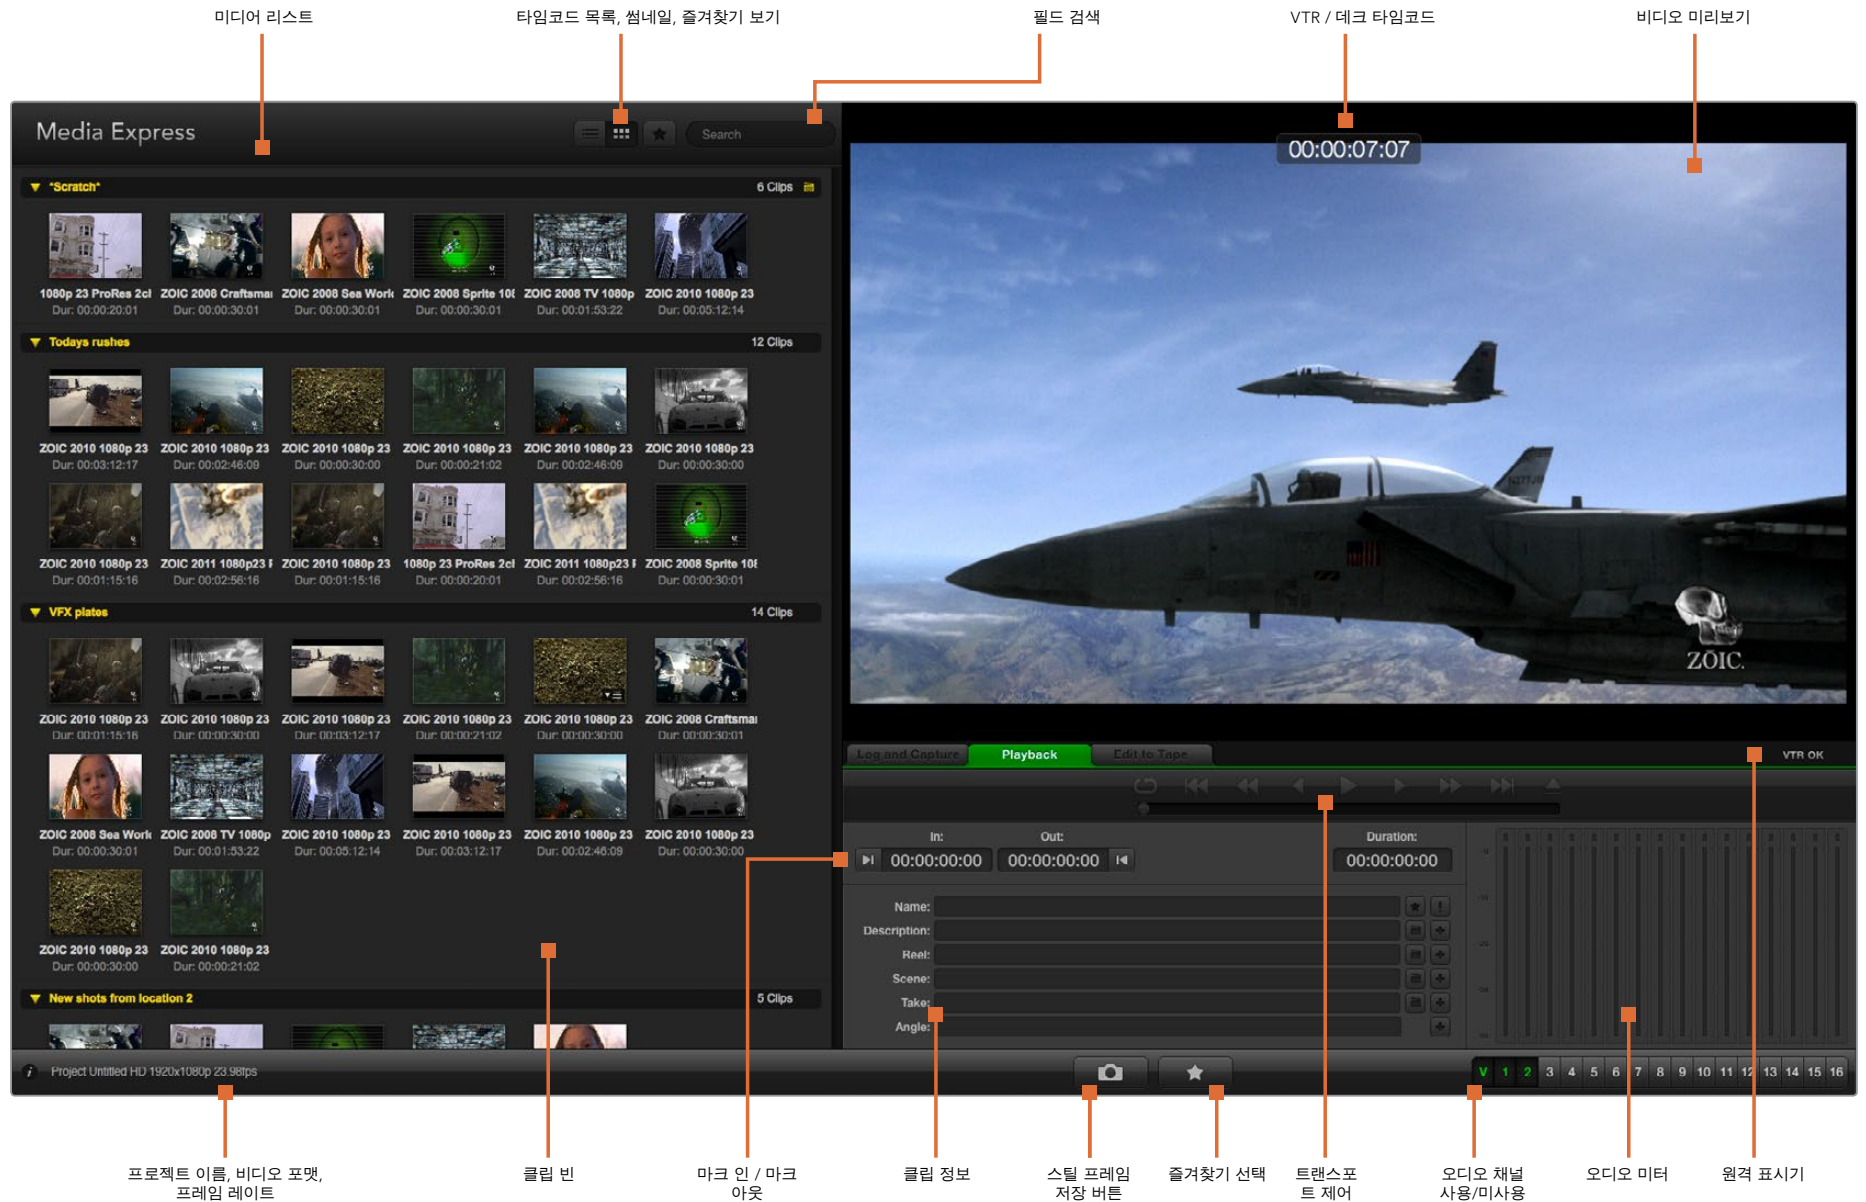 미디어 리스트
타임코드 목록, 썸네일, 즐겨찾기 보기
필드 검색
VTR / 데크 타임코드
비디오 미리보기
Media Express
Search
00:00:07:07
*Scratch*
6 Clips
1080p 23 ProRes 2cl
ZOIC 2008 Craftsmai
ZOIC 2008 Sea Work
ZOIC 2008 Sprite 108
ZOIC 2008 TV 1080p
ZOIC 2010 1080p 23
Dur: 00:00:20:01
Dur: 00:00:30:01
Dur: 00:00:30:01
Dur: 00:00:30:01
Dur: 00:01:53:22
Dur: 00:05:12:14
Todays rushes
12 Clips
ZOIC 2010 1080p 23
ZOIC 2010 1080p 23
ZOIC 2010 1080p 23
ZOIC 2010 1080p 23
ZOIC 2010 1080p 23
ZOIC 2010 1080p 23
Dur: 00:03:12:17
Dur: 00:02:46:09
Dur: 00:00:30:00
Dur: 00:00:21:02
Dur: 00:02:46:09
Dur: 00:00:30:00
ZOIC 2010 1080p 23
ZOIC 2011 1080p23 F
ZOIC 2010 1080p 23
1080p 23 ProRes 2cl
ZOIC 2011 1080p23 F
ZOIC 2008 Sprite 108
Dur: 00:01:15:16
Dur: 00:02:56:16
Dur: 00:01:15:16
Dur: 00:00:20:01
Dur: 00:02:56:16
Dur: 00:00:30:01
VFX plates
14 Clips
ZOIC 2010 1080p 23
ZOIC 2010 1080p 23
ZOIC 2010 1080p 23
ZOIC 2010 1080p 23
ZOIC 2010 1080p 23
ZOIC 2008 Craftsmai
Dur: 00:01:15:16
Dur: 00:00:30:00
Dur: 00:03:12:17
Dur: 00:00:21:02
Dur: 00:00:30:00
Dur: 00:00:30:01
ZOIC 2008 Sea Work
ZOIC 2008 TV 1080p
ZOIC 2010 1080p 23
ZOIC 2010 1080p 23
ZOIC 2010 1080p 23
ZOIC 2010 1080p 23
Dur: 00:00:30:01
Dur: 00:01:53:22
Dur: 00:05:12:14
Dur: 00:03:12:17
Dur: 00:02:46:09
Dur: 00:00:30:00
ZOIC 2010 1080p 23
ZOIC 2010 1080p 23
Dur: 00:00:30:00
Dur: 00:00:21:02
New shots from location 2
5 Clips
Project Untitled HD 1920x1080p 23.98fps
ZOIC.
Log and Capture
Playback
Edit to Tape
VTR OK
In:
Out:
Duration:
00:00:00:00
00:00:00:00
00:00:00:00
Name:
Description:
Reel:
Scene:
Take:
Angle:
V 1 2 3 4 5 6 7 8 9 10 11 12 13 14 15 16
프로젝트 이름, 비디오 포맷,
프레임 레이트
클립 빈
마크 인 / 마크
아웃
클립 정보
스틸 프레임
저장 버튼
즐겨찾기 선택
트랜스포
트 제어
오디오 채널
사용/미사용
오디오 미터
원격 표시기